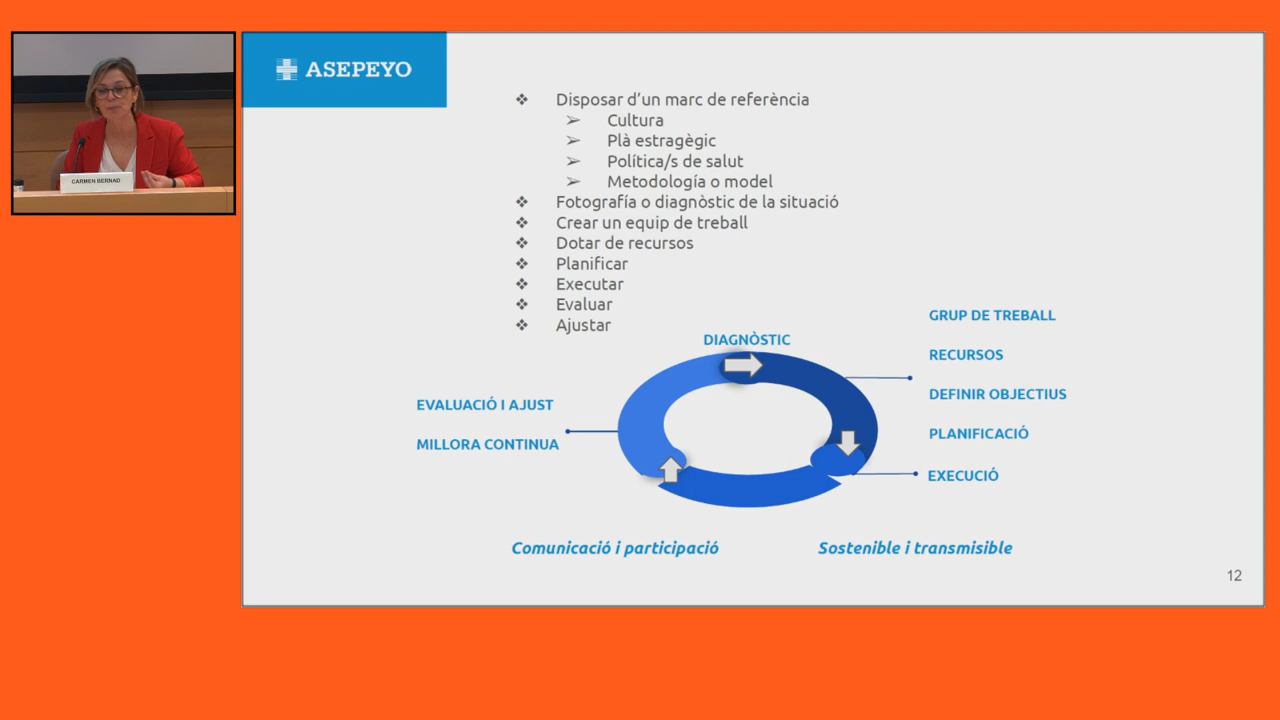 CARMEN BERNAD
ASEPEYO
❖ Disposar d'un marc de referència
➢ Cultura
➢ Plà estragègic
➢ Política/s de salut
➢ Metodología o model
❖ Fotografía o diagnòstic de la situació
❖ Crear un equip de treball
❖ Dotar de recursos
❖ Planificar
❖ Executar
❖ Evaluar
❖ Ajustar
DIAGNÒSTIC
GRUP DE TREBALL
RECURSOS
DEFINIR OBJECTIUS
PLANIFICACIÓ
EXECUCIÓ
EVALUACIÓ I AJUST
MILLORA CONTINUA
Comunicació i participació
Sostenible i transmisible
12